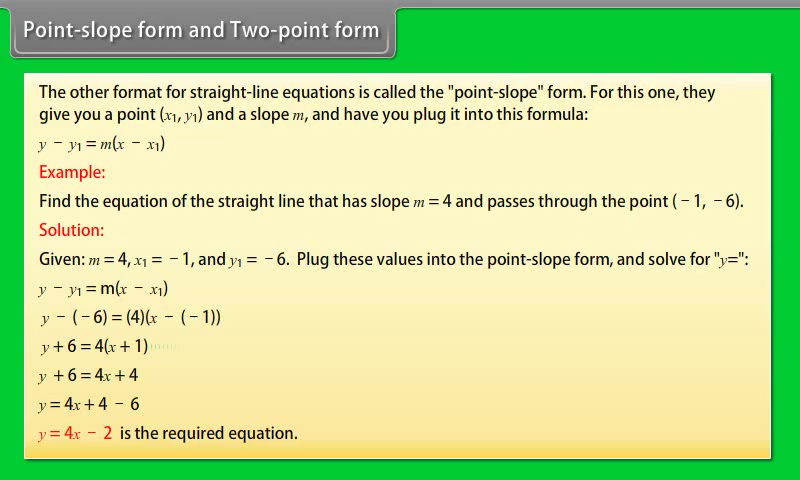 Point-slope form and Two-point form
The other format for straight-line equations is called the "point-slope" form. For this one, they
give you a point (x₁, y₁) and a slope m, and have you plug it into this formula:
y − y₁ = m(x − x₁)
Example:
Find the equation of the straight line that has slope m = 4 and passes through the point ( − 1, − 6).
Solution:
Given: m = 4, x₁ = − 1, and y₁ = − 6. Plug these values into the point-slope form, and solve for "y=":
y − y₁ = m(x − x₁)
y − ( − 6) = (4)(x − ( − 1))
y + 6 = 4(x + 1)
y + 6 = 4x + 4
y = 4x + 4 − 6
y = 4x − 2 is the required equation.